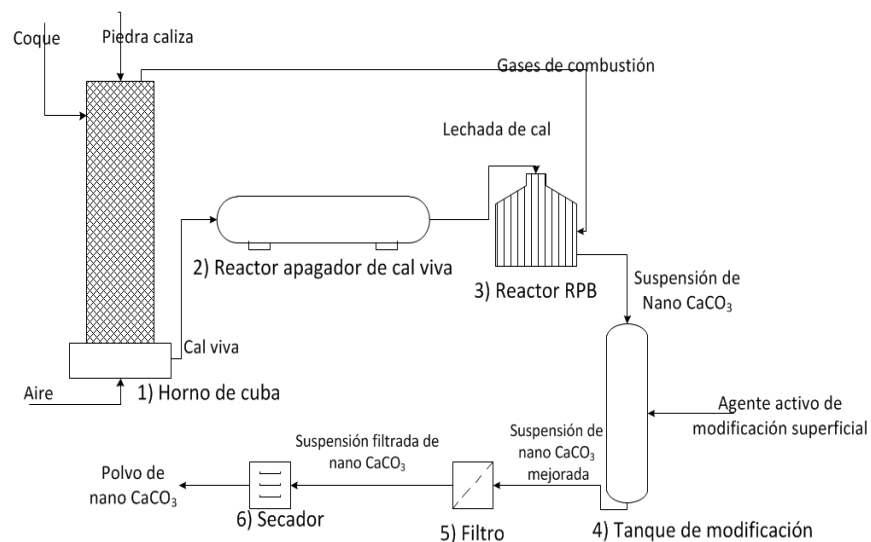 Coque
Piedra caliza
Gases de combustión
Lechada de cal
2) Reactor apagador de cal viva
3) Reactor RPB
Suspensión de
Nano CaCO₃
Cal viva
Aire
1) Horno de cuba
Agente activo de
modificación superficial
Suspensión filtrada de
nano CaCO₃
Suspensión de
nano CaCO₃
mejorada
Polvo de
nano CaCO₃
6) Secador
5) Filtro
4) Tanque de modificación